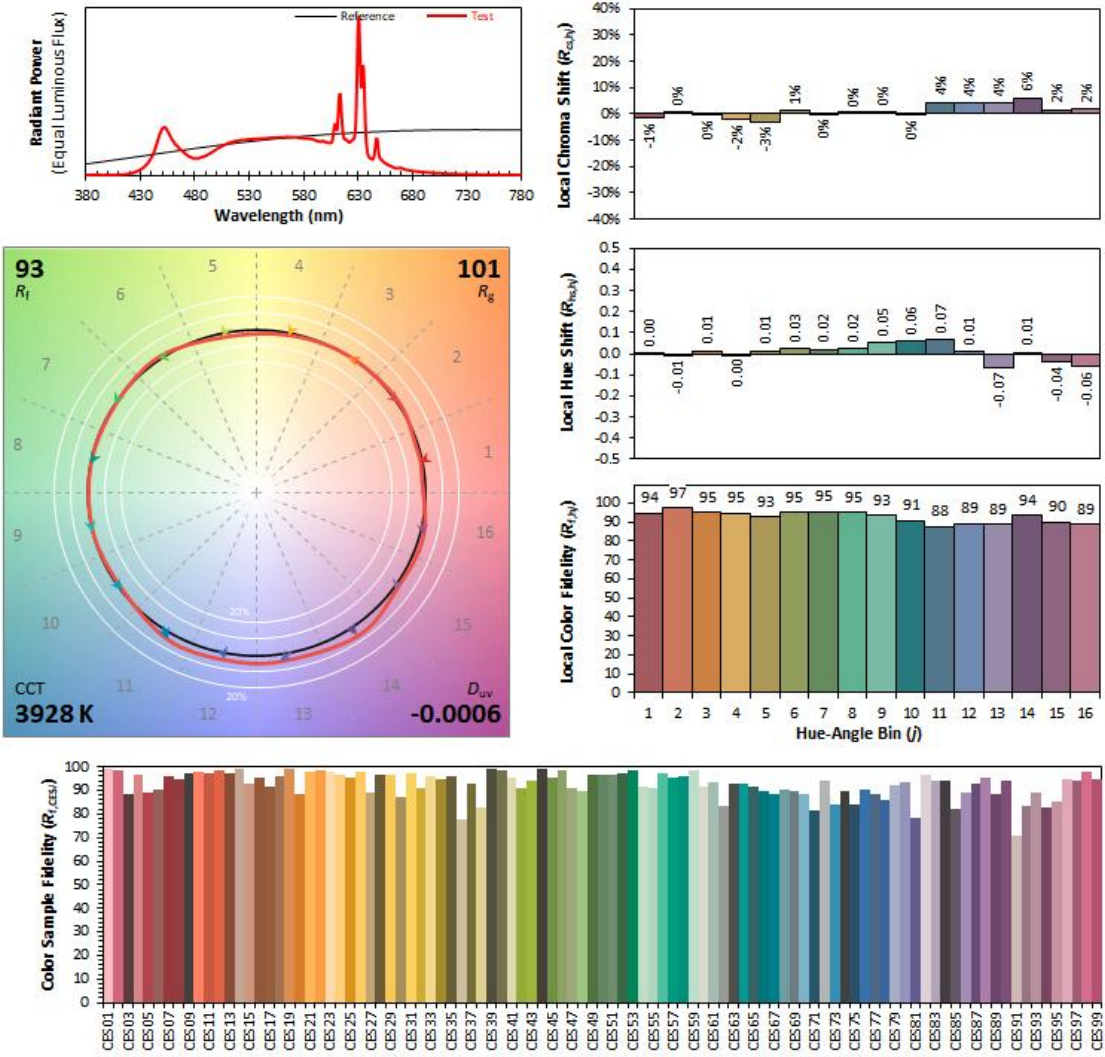 Reference Test
Radiant Power
(Equal Luminous Flux)
380 430 480 530 580 630 680 730 780
Wavelength (nm)
Local Chroma Shift (Rcs,hj)
40%
30%
20%
10%
0%
-10%
-20%
-30%
-40%
-1% 0% 0% -2% -3% 1% 0% 0% 0% 0% 4% 4% 4% 6% 2% 2%
93
Rf
101
Rg
5 4
6 3
7 2
8 1
9 16
10 15
11 14
12 13
20%
20%
CCT
3928 K
Duv
-0.0006
Local Hue Shift (Rhs,hj)
0.5
0.4
0.3
0.2
0.1
0.0
-0.1
-0.2
-0.3
-0.4
-0.5
0.00 -0.01 0.01 0.00 0.01 0.03 0.02 0.02 0.05 0.06 0.07 0.01 -0.07 0.01 -0.04 -0.06
Local Color Fidelity (Rf,hj)
100
90
80
70
60
50
40
30
20
10
0
94 97 95 95 93 95 95 95 93 91 88 89 89 94 90 89
1 2 3 4 5 6 7 8 9 10 11 12 13 14 15 16
Hue-Angle Bin (j)
Color Sample Fidelity (Rf,CESi)
100
90
80
70
60
50
40
30
20
10
0
CES01 CES03 CES05 CES07 CES09 CES11 CES13 CES15 CES17 CES19 CES21 CES23 CES25 CES27 CES29 CES31 CES33 CES35 CES37 CES39 CES41 CES43 CES45 CES47 CES49 CES51 CES53 CES55 CES57 CES59 CES61 CES63 CES65 CES67 CES69 CES71 CES73 CES75 CES77 CES79 CES81 CES83 CES85 CES87 CES89 CES91 CES93 CES95 CES97 CES99